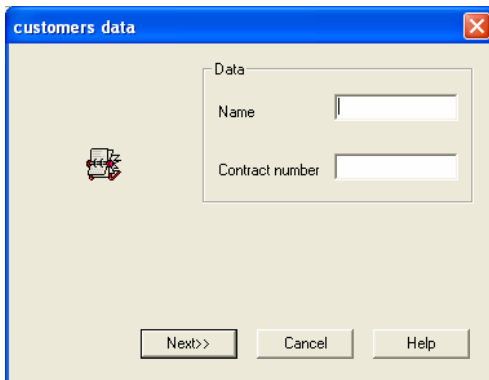 customers data
Data
Name
Contract number
Next>> Cancel Help